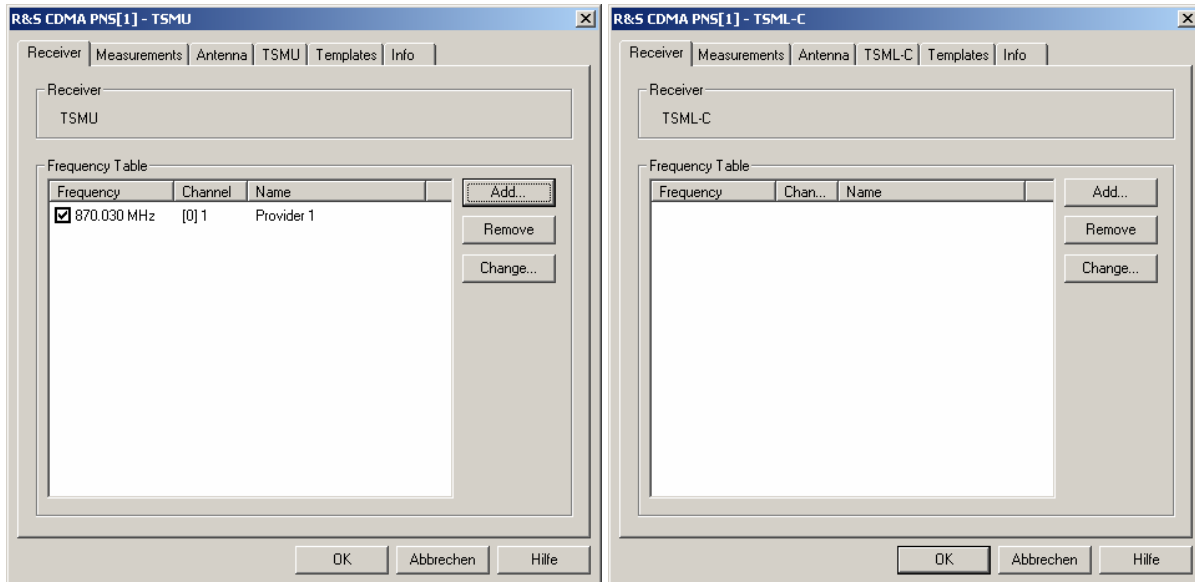 R&S CDMA PNS[1] - TSMU
Receiver Measurements Antenna TSMU Templates Info
Receiver
TSMU
Frequency Table
Frequency Channel Name
870.030 MHz [0] 1 Provider 1
Add...
Remove
Change...
OK Abbrechen Hilfe
R&S CDMA PNS[1] - TSML-C
Receiver Measurements Antenna TSML-C Templates Info
Receiver
TSML-C
Frequency Table
Frequency Chan... Name
Add...
Remove
Change...
OK Abbrechen Hilfe